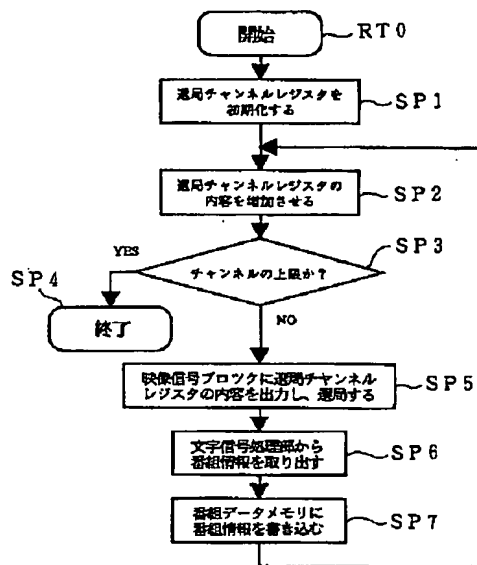 開始
RT0
選局チャンネルレジスタを
初期化する
SP1
選局チャンネルレジスタの
内容を増加させる
SP2
SP3
YES
チャンネルの上限か?
SP4
終了
NO
映像信号ブロツクに選局チャンネル
レジスタの内容を出力し、選局する
SP5
文字信号処理部から
番組情報を取り出す
SP6
番組データメモリに
番組情報を書き込む
SP7